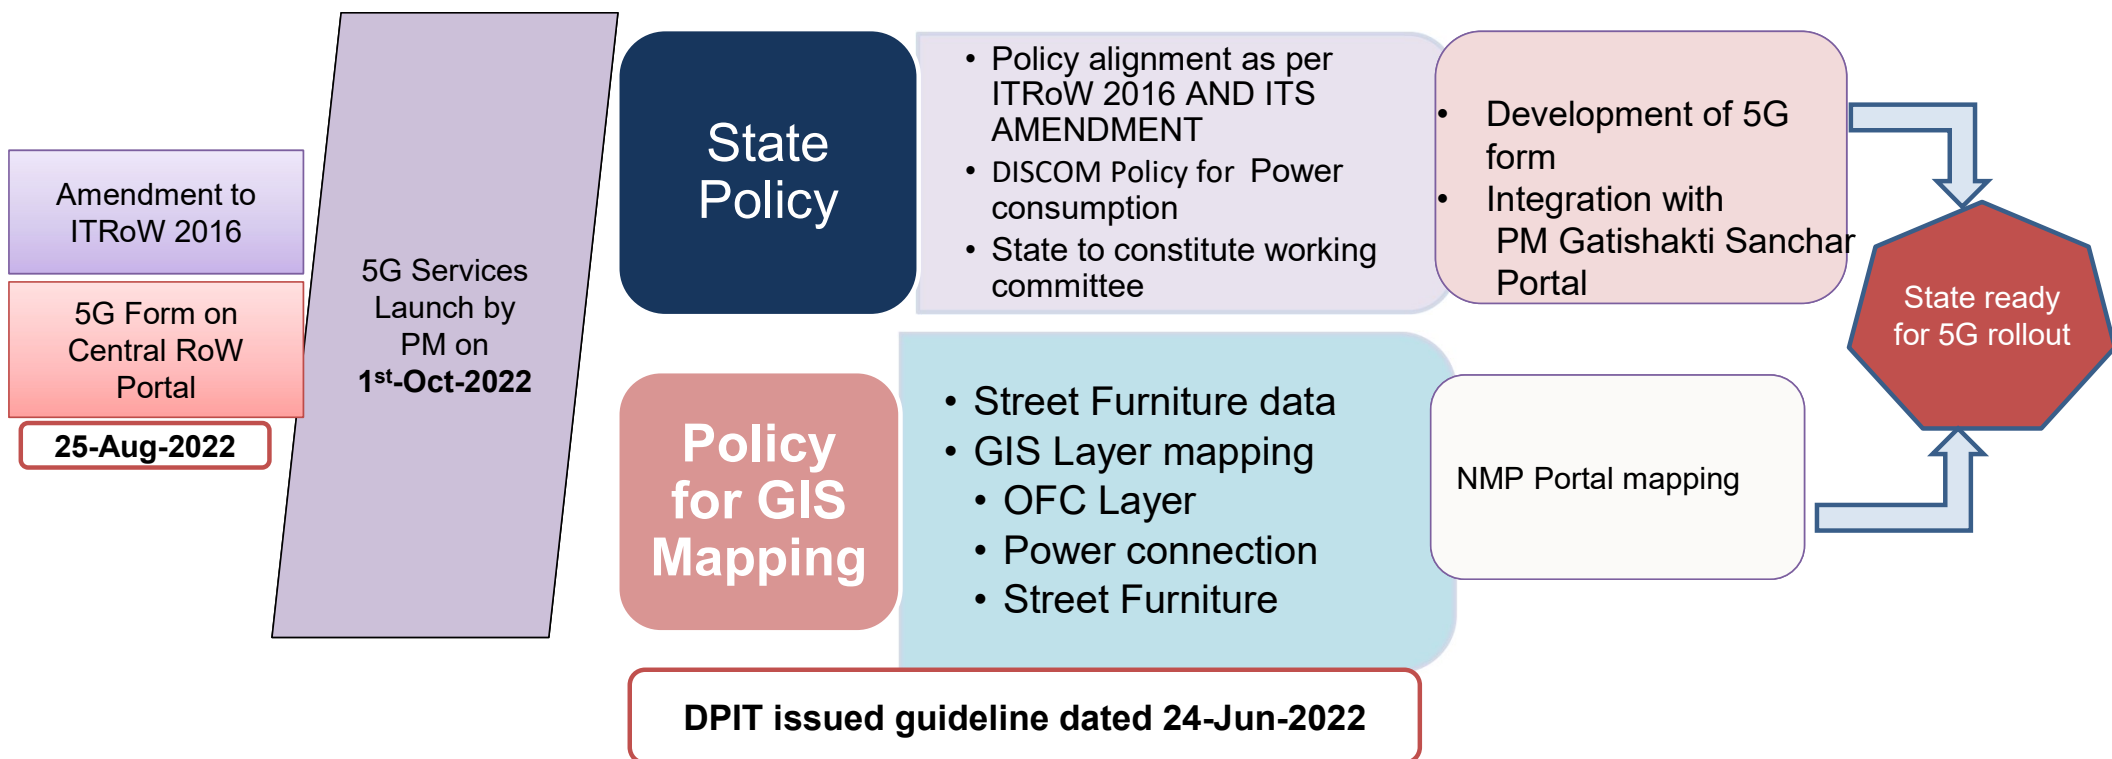 Amendment to
ITRoW 2016
5G Form on
Central RoW
Portal
25-Aug-2022
5G Services
Launch by
PM on
1st-Oct-2022
State
Policy
• Policy alignment as per
ITRoW 2016 AND ITS
AMENDMENT
• DISCOM Policy for Power
consumption
• State to constitute working
committee
• Development of 5G
form
• Integration with
PM Gatishakti Sanchar
Portal
State ready
for 5G rollout
Policy
for GIS
Mapping
• Street Furniture data
• GIS Layer mapping
• OFC Layer
• Power connection
• Street Furniture
NMP Portal mapping
DPIT issued guideline dated 24-Jun-2022